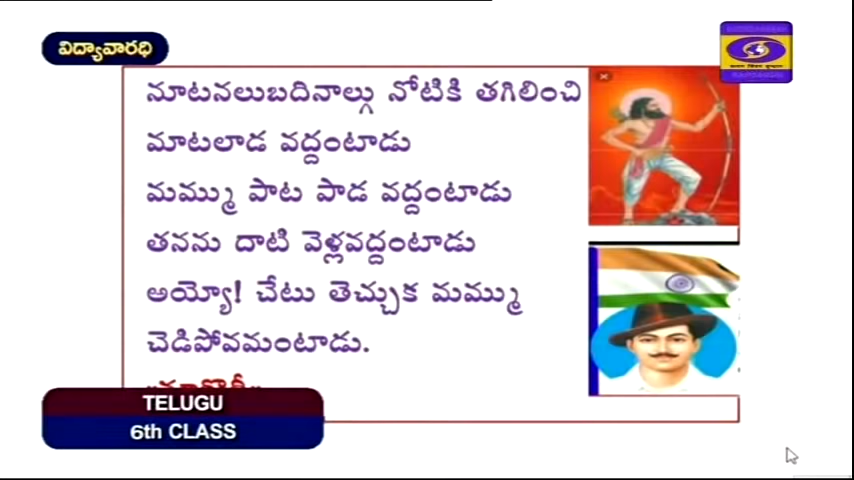 విద్యావారధి
నూటనలుబదినాల్గు నోటికి తగిలించి
మాటలాడ వద్దంటాడు
మమ్ము పాట పాడ వద్దంటాడు
తనను దాటి వెళ్లవద్దంటాడు
అయ్యో! చేటు తెచ్చుక మమ్ము
చెడిపోవమంటాడు.
TELUGU
6th CLASS